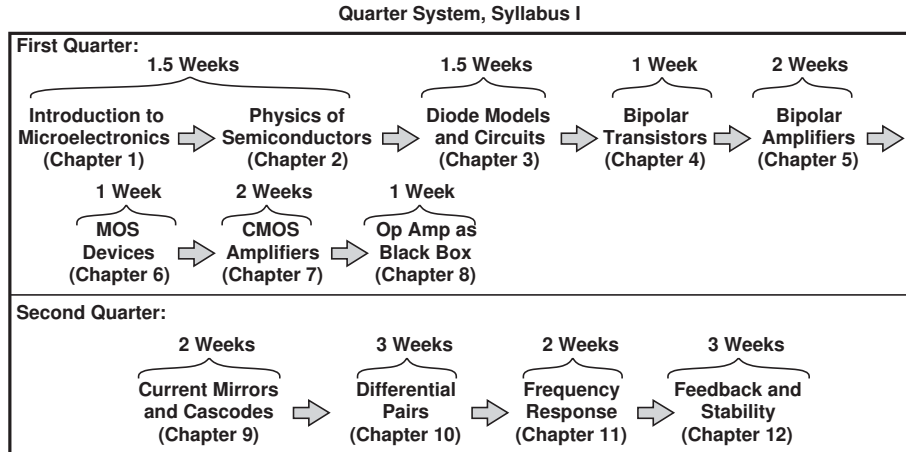 Quarter System, Syllabus I
First Quarter:
1.5 Weeks
1.5 Weeks
1 Week
2 Weeks
Introduction to
Microelectronics
(Chapter 1)
Physics of
Semiconductors
(Chapter 2)
Diode Models
and Circuits
(Chapter 3)
Bipolar
Transistors
(Chapter 4)
Bipolar
Amplifiers
(Chapter 5)
1 Week
2 Weeks
1 Week
MOS
Devices
(Chapter 6)
CMOS
Amplifiers
(Chapter 7)
Op Amp as
Black Box
(Chapter 8)
Second Quarter:
2 Weeks
3 Weeks
2 Weeks
3 Weeks
Current Mirrors
and Cascodes
(Chapter 9)
Differential
Pairs
(Chapter 10)
Frequency
Response
(Chapter 11)
Feedback and
Stability
(Chapter 12)